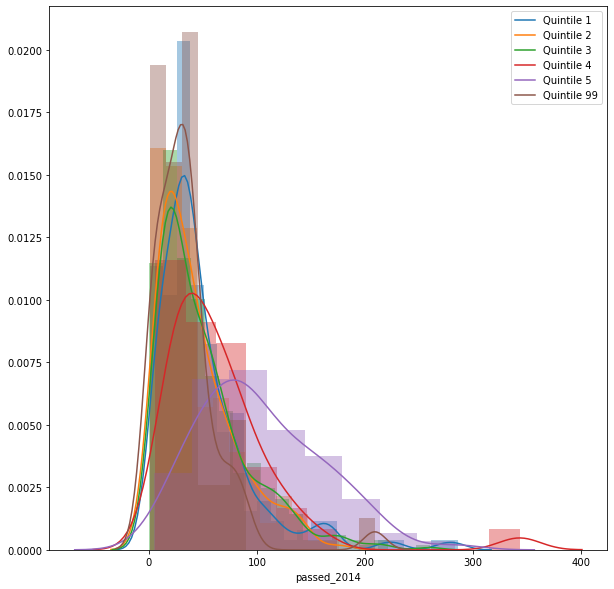 Quintile 1
Quintile 2
Quintile 3
Quintile 4
Quintile 5
Quintile 99
0.0200
0.0175
0.0150
0.0125
0.0100
0.0075
0.0050
0.0025
0.0000
0 100 200 300 400
passed_2014